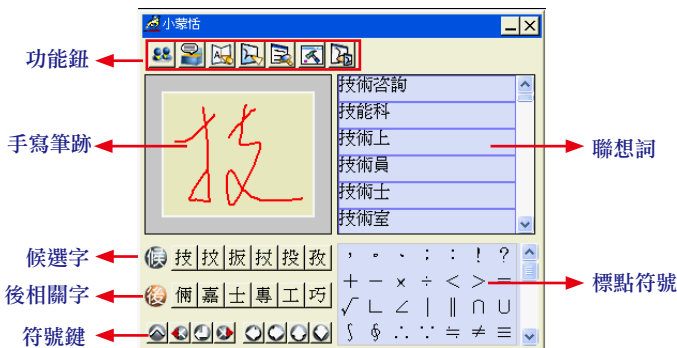 小蒙恬
功能鈕
手寫筆跡
技
技術咨詢
技能科
技術上
技術員
技術士
技術室
聯想詞
候選字
候 技 抆 扳 扠 投 孜
後相關字
後 倆 嘉 士 專 工 巧
符號鍵
， 。 、 ； ： ！ ？
＋ － × ÷ ＜ ＞ ＝
√ ∟ ∠ ｜ ∥ ∩ ∪
∫ ∮ ∴ ∵ ≒ ≠ ≡
標點符號